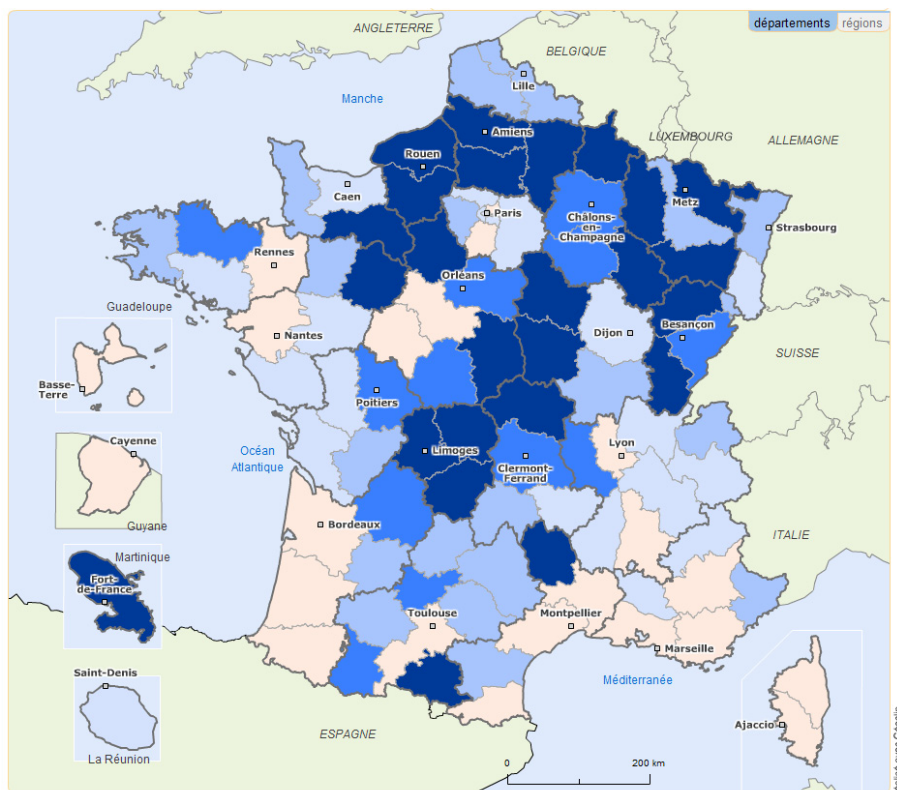 départements
régions
ANGLETERRE
BELGIQUE
Lille
Manche
Amiens
LUXEMBOURG
ALLEMAGNE
Rouen
Caen
Metz
Paris
Châlons-
en-
Champagne
Strasbourg
Rennes
Orléans
Guadeloupe
Nantes
Dijon
Besançon
SUISSE
Basse-
Terre
Poitiers
Cayenne
Océan
Atlantique
Limoges
Lyon
Clermont-
Ferrand
Guyane
Bordeaux
ITALIE
Martinique
Fort-
de-France
Toulouse
Montpellier
Marseille
Saint-Denis
Méditerranée
La Réunion
ESPAGNE
Ajaccio
0
200 km